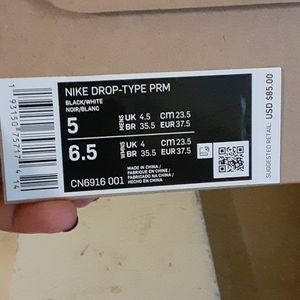 NIKE DROP-TYPE PRM
BLACK/WHITE
NOIR/BLANC
5 MENS UK 4.5 CM 23.5
BR 35.5 EUR 37.5
6.5 WMNS UK 4 CM 23.5
BR 35.5 EUR 37.5
CN6916 001
MADE IN CHINA /
FABRIQUE EN CHINE /
FABRICADO NA CHINA /
HECHO EN CHINA
SUGGESTED RETAIL: USD $85.00